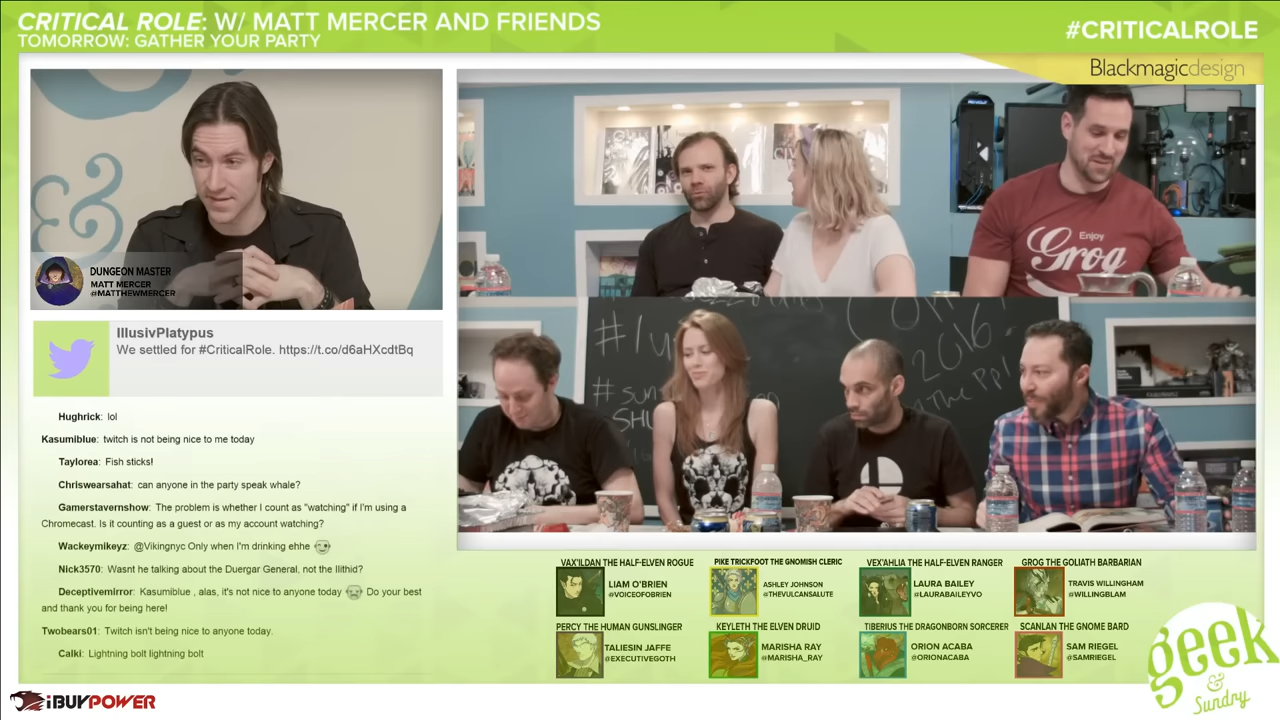 CRITICAL ROLE: W/ MATT MERCER AND FRIENDS
TOMORROW: GATHER YOUR PARTY
#CRITICALROLE
Blackmagicdesign
DUNGEON MASTER
MATT MERCER
@MATTHEWMERCER
IllusivPlatypus
We settled for #CriticalRole. https://t.co/d6aHXcdtBq
Hughrick: lol
Kasumiblue: twitch is not being nice to me today
Taylorea: Fish sticks!
Chriswearsahat: can anyone in the party speak whale?
Gamerstavernshow: The problem is whether I count as "watching" if I'm using a
Chromecast. Is it counting as a guest or as my account watching?
Wackeymikeyz: @Vikingnyc Only when I'm drinking ehhe
Nick3570: Wasnt he talking about the Duergar General, not the Ilithid?
Deceptivemirror: Kasumiblue , alas, it's not nice to anyone today Do your best
and thank you for being here!
Twobears01: Twitch isn't being nice to anyone today.
Calki: Lightning bolt lightning bolt
Enjoy
Grog
2016
VAX'ILDAN THE HALF-ELVEN ROGUE
LIAM O'BRIEN
@VOICEOFOBRIEN
PIKE TRICKFOOT THE GNOMISH CLERIC
ASHLEY JOHNSON
@THEVULCANSALUTE
VEX'AHLIA THE HALF-ELVEN RANGER
LAURA BAILEY
@LAURABAILEYVO
GROG THE GOLIATH BARBARIAN
TRAVIS WILLINGHAM
@WILLINGBLAM
PERCY THE HUMAN GUNSLINGER
TALIESIN JAFFE
@EXECUTIVEGOTH
KEYLETH THE ELVEN DRUID
MARISHA RAY
@MARISHA_RAY
TIBERIUS THE DRAGONBORN SORCERER
ORION ACABA
@ORIONACABA
SCANLAN THE GNOME BARD
SAM RIEGEL
@SAMRIEGEL
geek
&
Sundry
iBUYPOWER